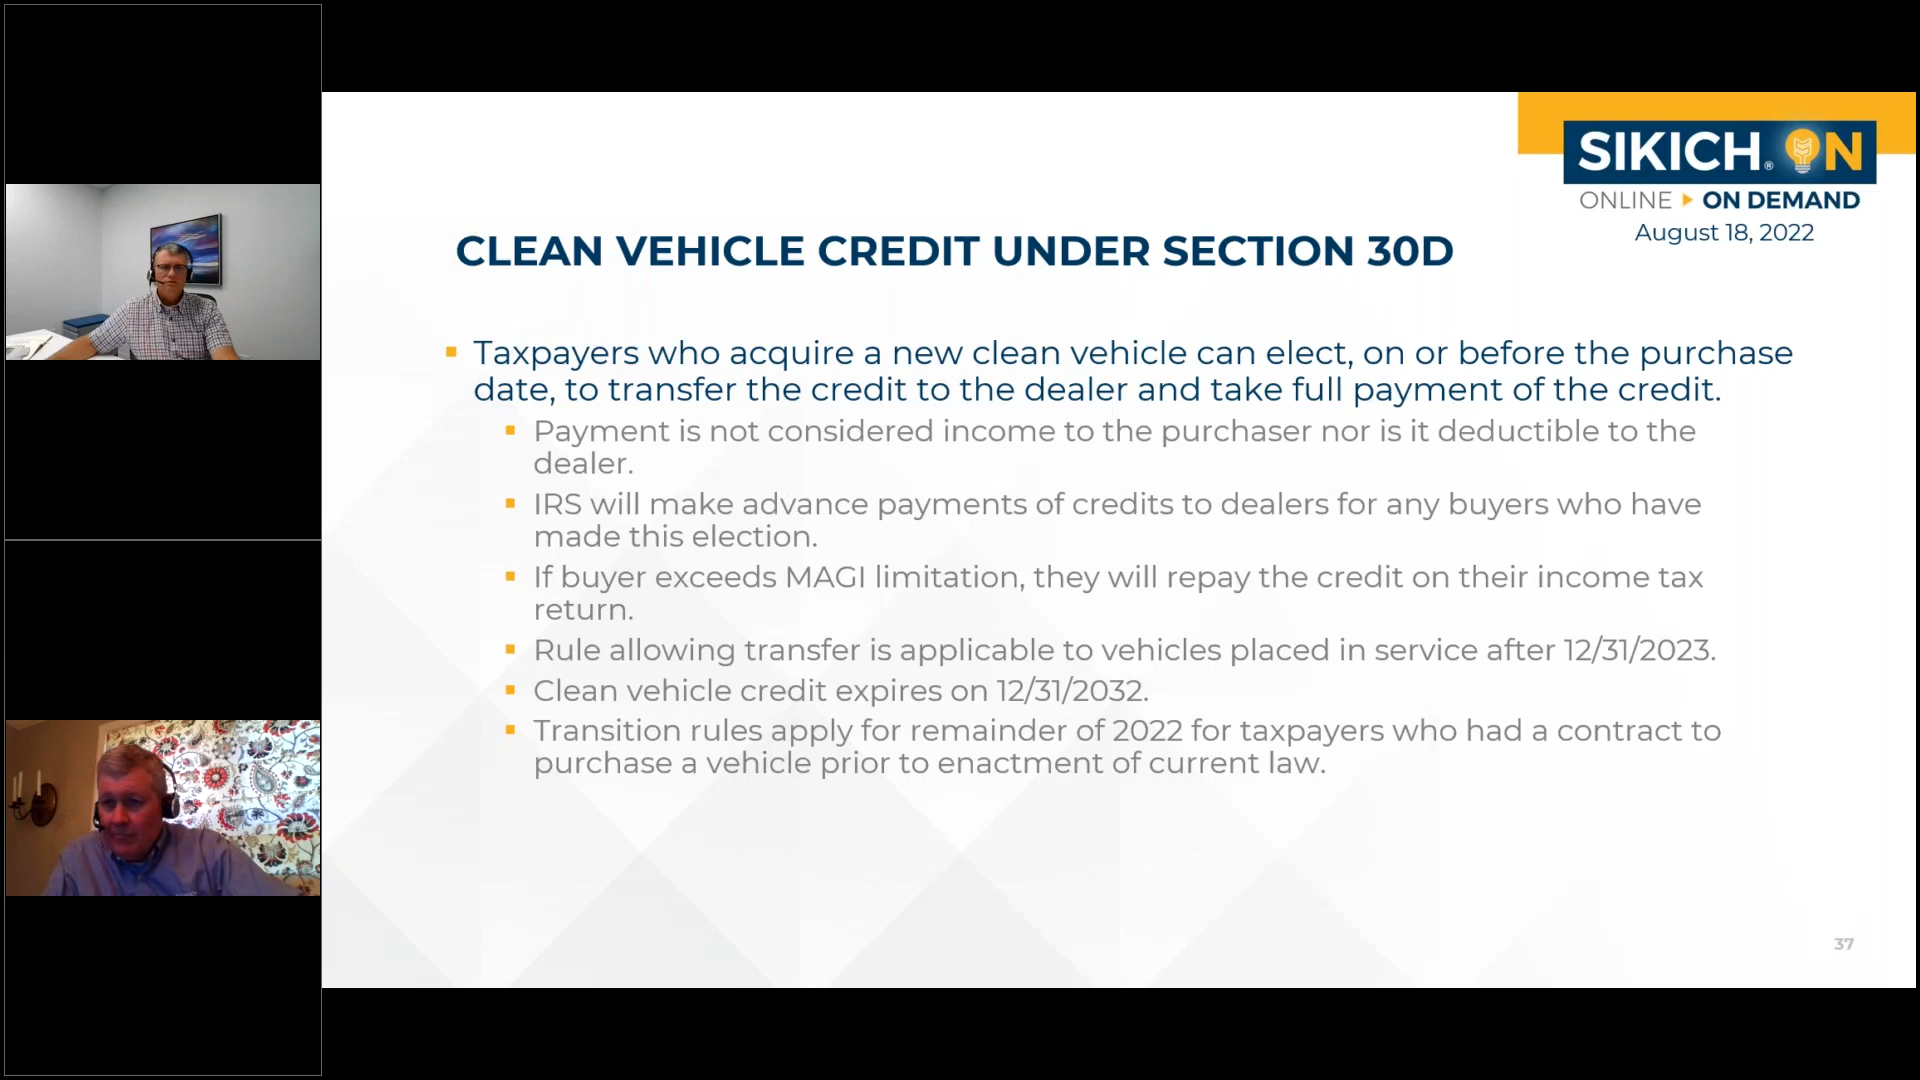 SIKICH® ON
ONLINE ON DEMAND
August 18, 2022
CLEAN VEHICLE CREDIT UNDER SECTION 30D
Taxpayers who acquire a new clean vehicle can elect, on or before the purchase
date, to transfer the credit to the dealer and take full payment of the credit.
Payment is not considered income to the purchaser nor is it deductible to the
dealer.
IRS will make advance payments of credits to dealers for any buyers who have
made this election.
If buyer exceeds MAGI limitation, they will repay the credit on their income tax
return.
Rule allowing transfer is applicable to vehicles placed in service after 12/31/2023.
Clean vehicle credit expires on 12/31/2032.
Transition rules apply for remainder of 2022 for taxpayers who had a contract to
purchase a vehicle prior to enactment of current law.
37